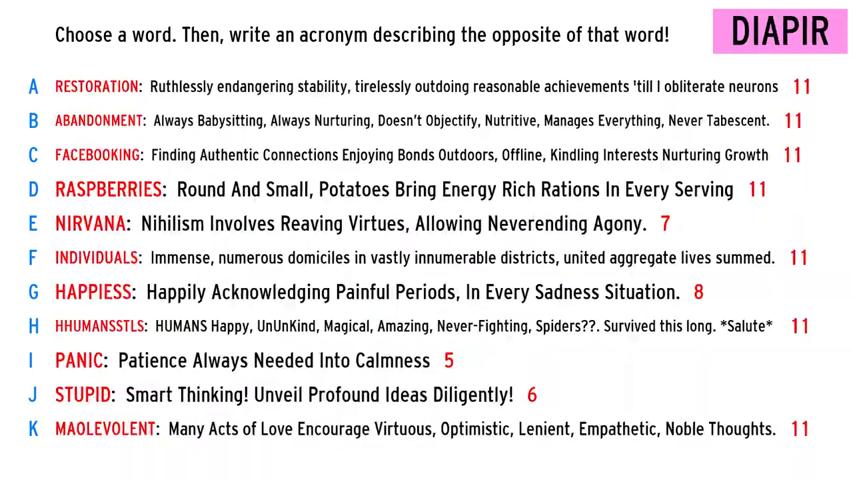 Choose a word. Then, write an acronym describing the opposite of that word!
DIAPIR
A RESTORATION: Ruthlessly endangering stability, tirelessly outdoing reasonable achievements 'till I obliterate neurons 11
B ABANDONMENT: Always Babysitting, Always Nurturing, Doesn't Objectify, Nutritive, Manages Everything, Never Tabescent. 11
C FACEBOOKING: Finding Authentic Connections Enjoying Bonds Outdoors, Offline, Kindling Interests Nurturing Growth 11
D RASPBERRIES: Round And Small, Potatoes Bring Energy Rich Rations In Every Serving 11
E NIRVANA: Nihilism Involves Reaving Virtues, Allowing Neverending Agony. 7
F INDIVIDUALS: Immense, numerous domiciles in vastly innumerable districts, united aggregate lives summed. 11
G HAPPIESS: Happily Acknowledging Painful Periods, In Every Sadness Situation. 8
H HHUMANSSTLS: HUMANS Happy, UnUnKind, Magical, Amazing, Never-Fighting, Spiders??. Survived this long. *Salute* 11
I PANIC: Patience Always Needed Into Calmness 5
J STUPID: Smart Thinking! Unveil Profound Ideas Diligently! 6
K MAOLEVOLENT: Many Acts of Love Encourage Virtuous, Optimistic, Lenient, Empathetic, Noble Thoughts. 11